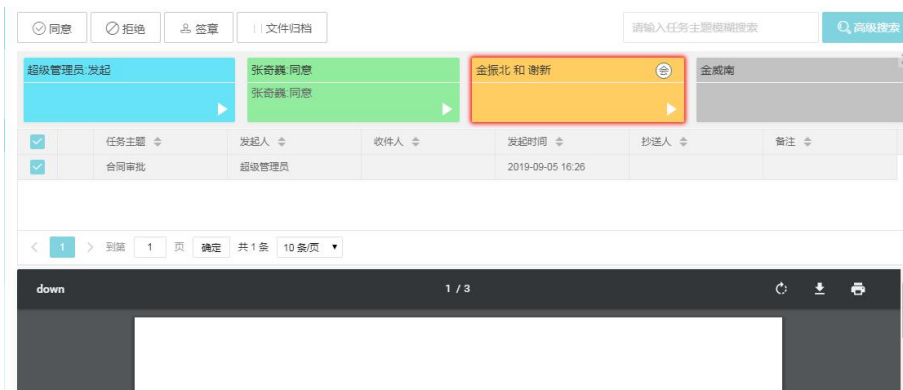 同意 拒绝 签章 文件归档 请输入任务主题模糊搜索 高级搜索
超级管理员:发起 张奇巍:同意 金振北 和 谢新 会 金威南
张奇巍:同意
任务主题 发起人 收件人 发起时间 抄送人 备注
合同审批 超级管理员 2019-09-05 16:26
< 1 > 到第 1 页 确定 共 1 条 10 条/页
down 1 / 3